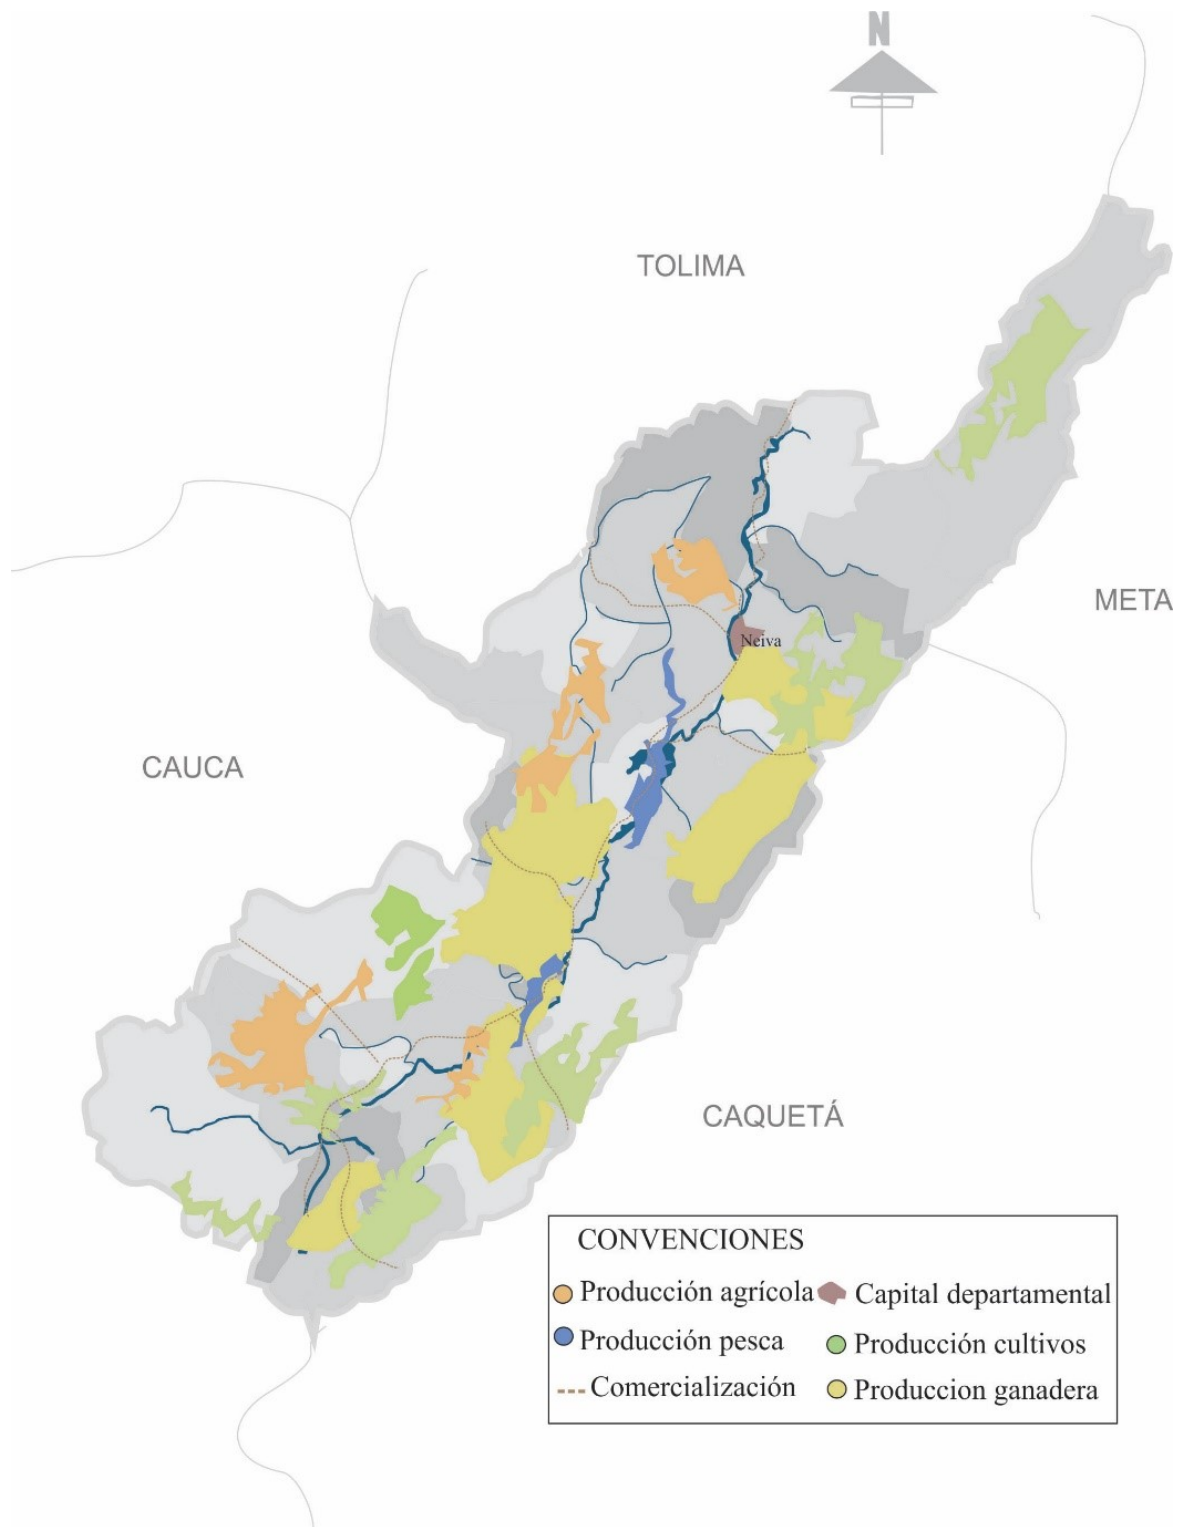 N
TOLIMA
META
Neiva
CAUCA
CAQUETÁ
CONVENCIONES
Producción agrícola
Capital departamental
Producción pesca
Producción cultivos
Comercialización
Produccion ganadera